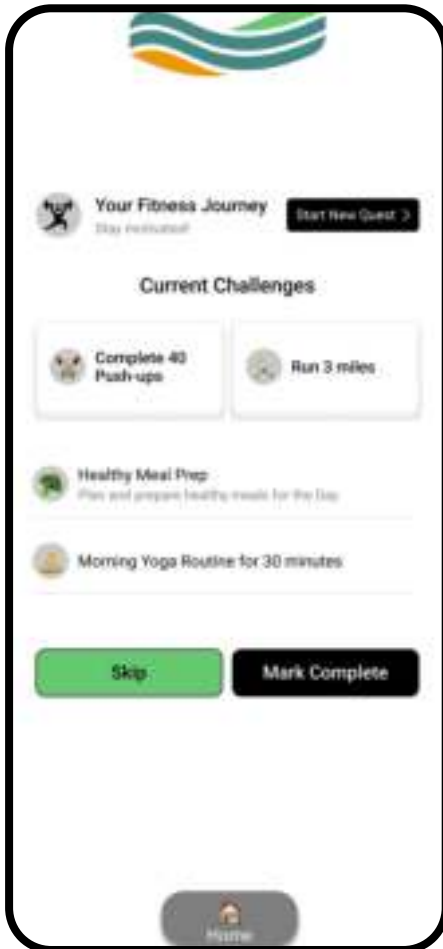 Your Fitness Journey
Stay motivated!
Start New Quest >
Current Challenges
Complete 40
Push-ups
Run 3 miles
Healthy Meal Prep
Plan and prepare healthy meals for the Day
Morning Yoga Routine for 30 minutes
Skip
Mark Complete
Home